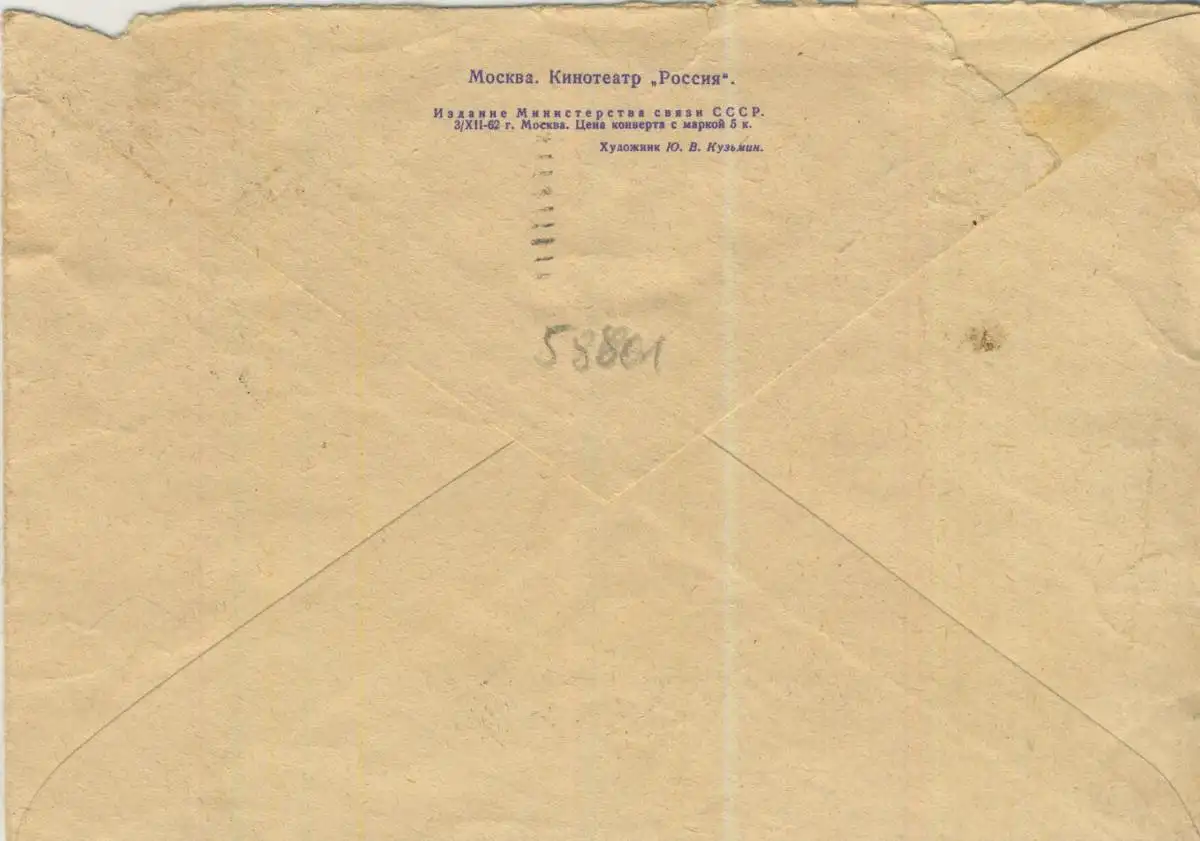 Москва. Кинотеатр „Россия“.
Издание Министерства связи СССР.
3/XII-62 г. Москва. Цена конверта с маркой 5 к.
Художник Ю. В. Кузьмин.
58801